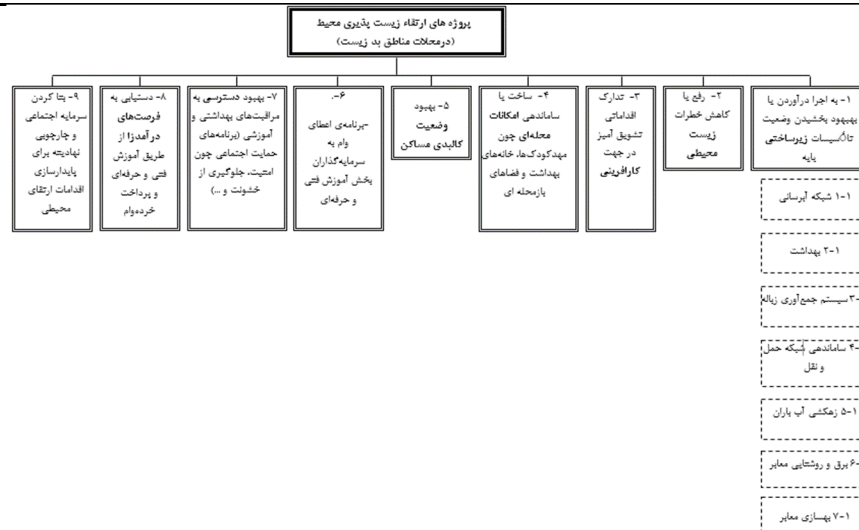 پروژه های ارتقاء زیست پذیری محیط
(درمحلات مناطق بد زیست)
۱- به اجرا درآوردن یا
بهبهود بخشیدن وضعیت
تأسیسات زیرساختی
پایه
۱-۱ شبکه آبرسانی
۲-۱ بهداشت
۳- سیستم جمع‌آوری زباله
۴- ساماندهی شبکه حمل
و نقل
۵-۱ زهکشی آب باران
۶- برق و روشنایی معابر
۷-۱ بهسازی معابر
۲- رفع یا
کاهش خطرات
زیست
محیطی
۳- تدارک
اقداماتی
تشویق آمیز
در جهت
کارآفرینی
۴- ساخت یا
ساماندهی امکانات
محله‌ای چون
مهدکودک‌ها، خانه‌های
بهداشت و فضاهای
بازمحله ای
۵- بهبود
وضعیت
کالبدی مساکن
۶-.
-برنامه‌ی اعطای
وام به
سرمایه‌گذاران
بخش آموزش فنی
و حرفه‌ای
۷- بهبود دسترسی به
مراقبت‌های بهداشتی و
آموزشی (برنامه‌های
حمایت اجتماعی چون
امنیت، جلوگیری از
خشونت و ...)
۸- دستیابی به
فرصت‌های
درآمدزا از
طریق آموزش
فنی و حرفه‌ای
و پرداخت
خرده‌وام
۹- بنا کردن
سرمایه اجتماعی
و چارچوبی
نهادینه برای
پایدارسازی
اقدامات ارتقای
محیطی